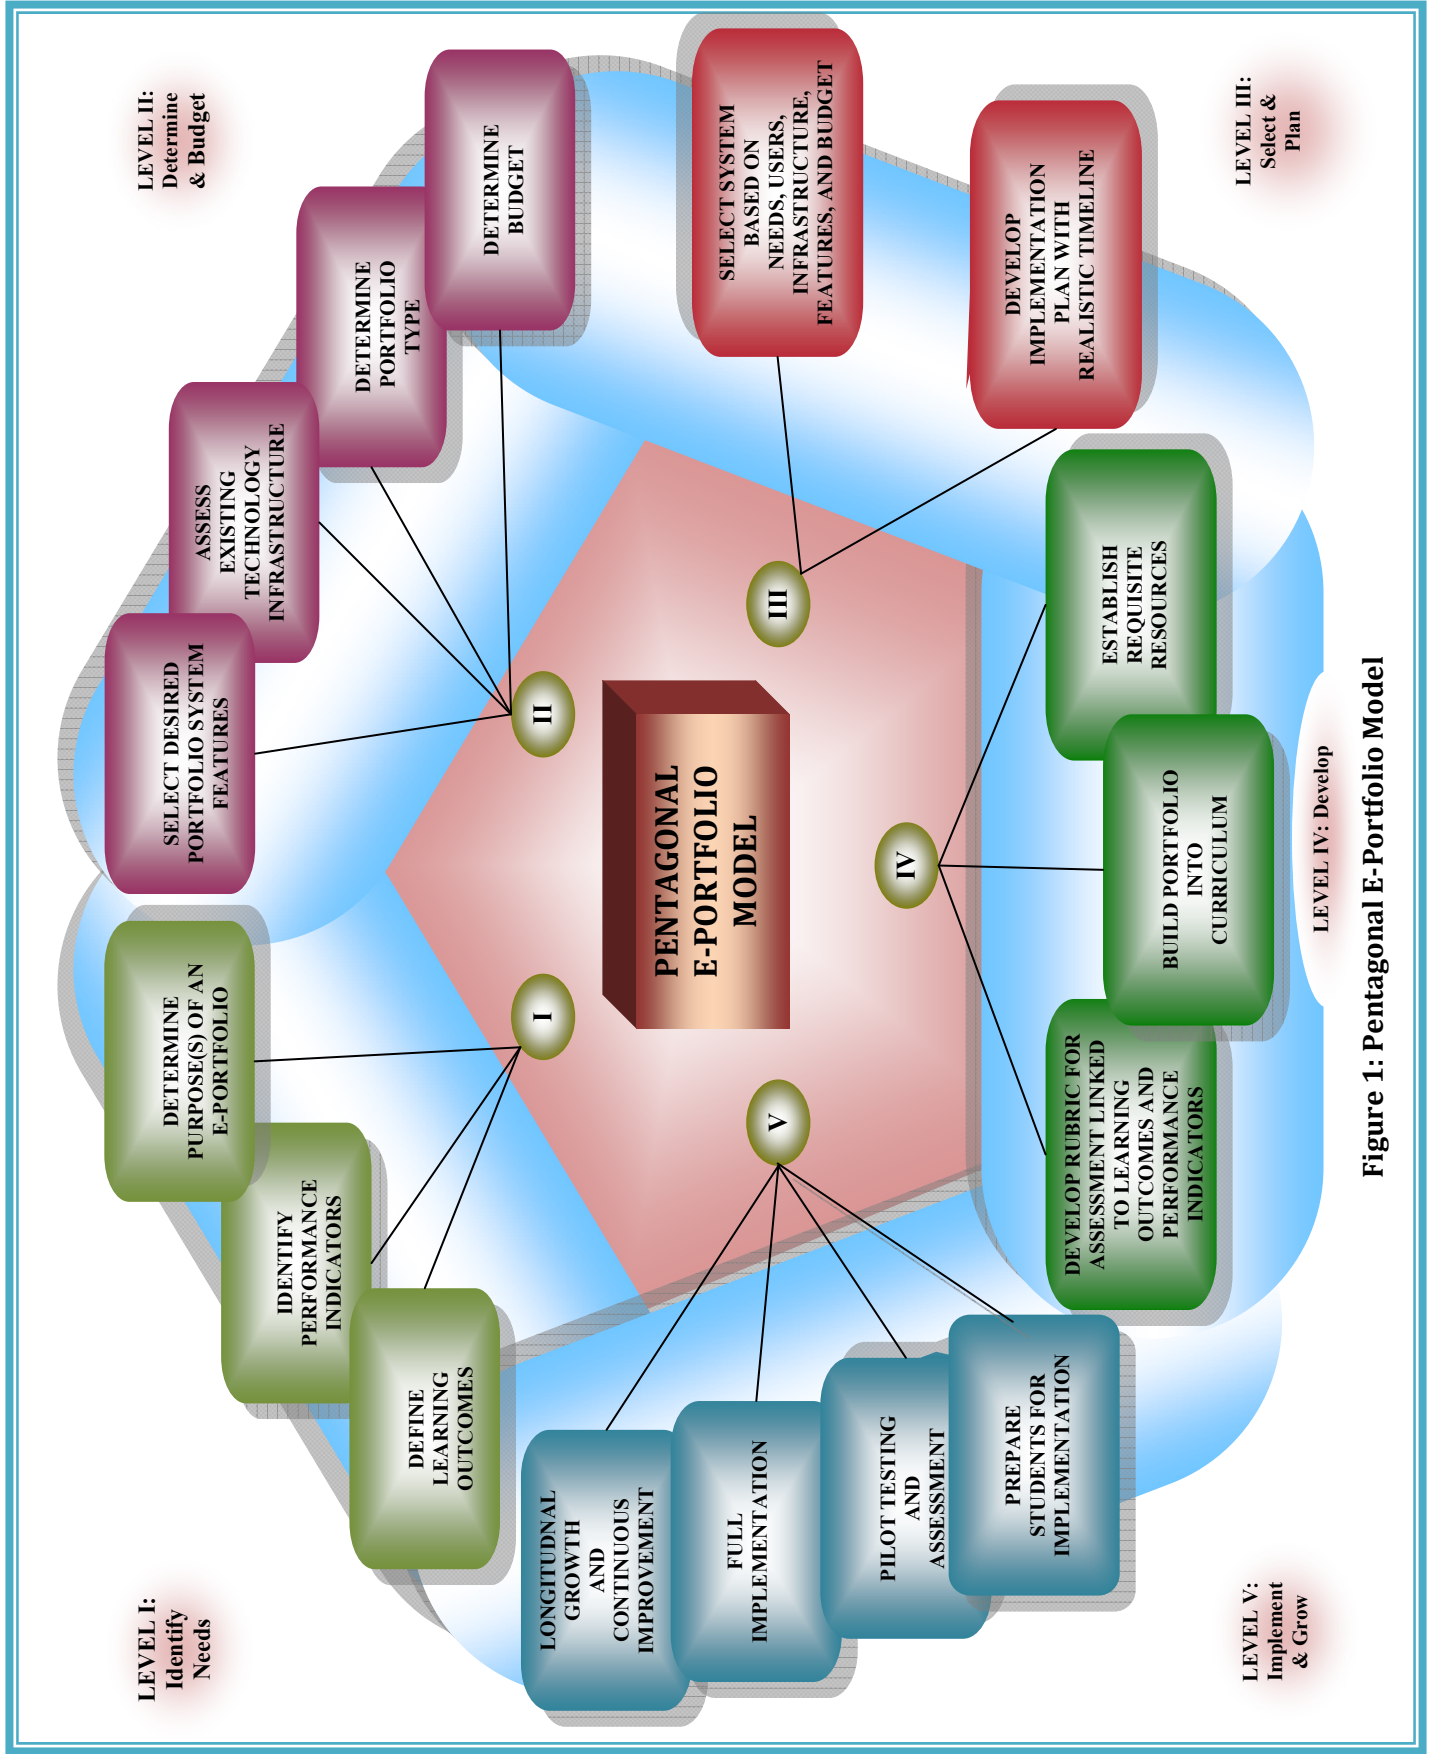 LEVEL I:
Identify
Needs
LEVEL II:
Determine
& Budget
DETERMINE
PURPOSE(S) OF AN
E-PORTFOLIO
IDENTIFY
PERFORMANCE
INDICATORS
DEFINE
LEARNING
OUTCOMES
SELECT DESIRED
PORTFOLIO SYSTEM
FEATURES
ASSESS
EXISTING
TECHNOLOGY
INFRASTRUCTURE
DETERMINE
PORTFOLIO
TYPE
DETERMINE
BUDGET
I
II
PENTAGONAL
E-PORTFOLIO
MODEL
V
III
IV
LONGITUDNAL
GROWTH
AND
CONTINUOUS
IMPROVEMENT
FULL
IMPLEMENTATION
PILOT TESTING
AND
ASSESSMENT
PREPARE
STUDENTS FOR
IMPLEMENTATION
SELECT SYSTEM
BASED ON
NEEDS, USERS,
INFRASTRUCTURE,
FEATURES, AND BUDGET
DEVELOP
IMPLEMENTATION
PLAN WITH
REALISTIC TIMELINE
DEVELOP RUBRIC FOR
ASSESSMENT LINKED
TO LEARNING
OUTCOMES AND
PERFORMANCE
INDICATORS
BUILD PORTFOLIO
INTO
CURRICULUM
ESTABLISH
REQUISITE
RESOURCES
LEVEL V:
Implement
& Grow
LEVEL IV: Develop
LEVEL III:
Select &
Plan
Figure 1: Pentagonal E-Portfolio Model